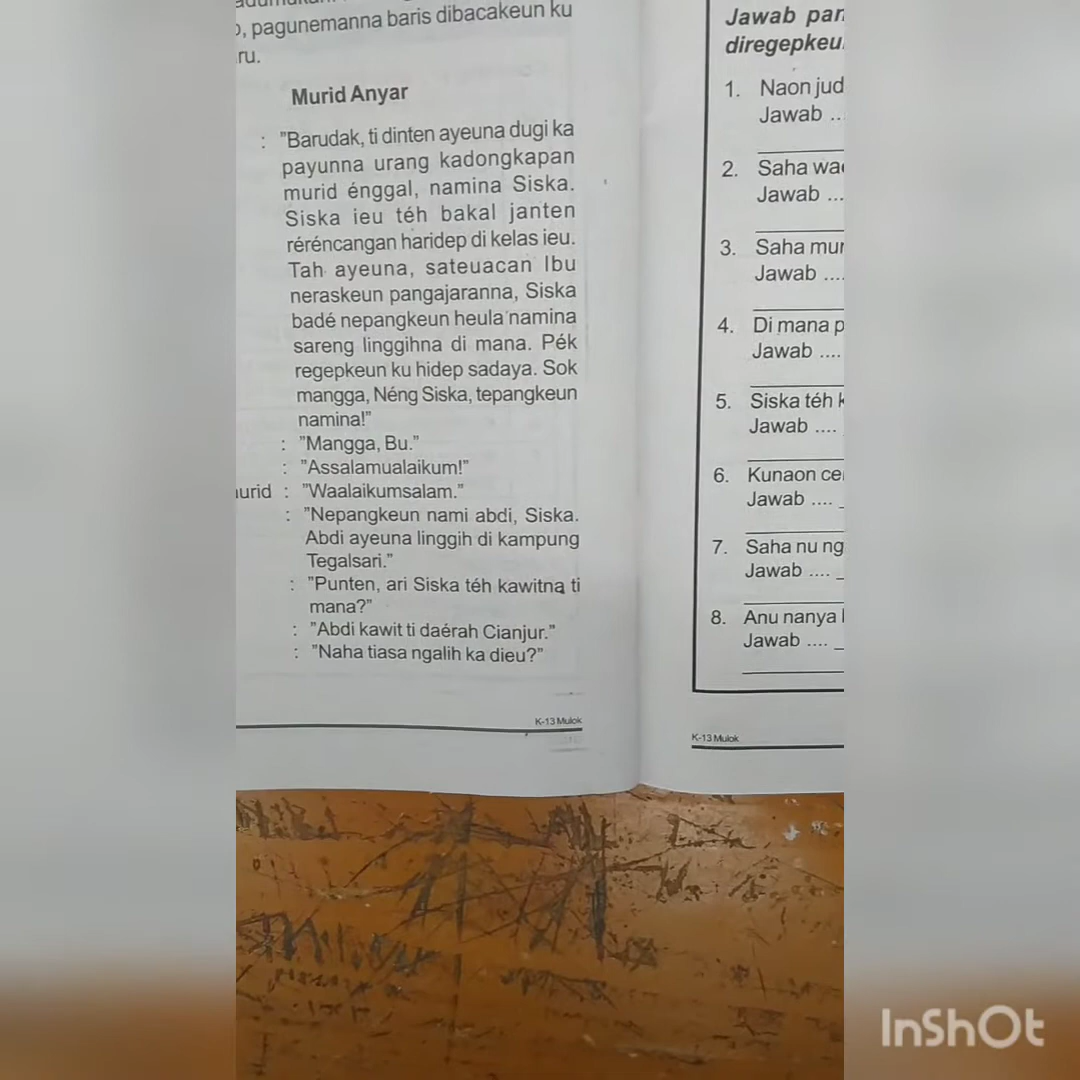 pagunemanna baris dibacakeun ku
ru.
Murid Anyar
: "Barudak, ti dinten ayeuna dugi ka
payunna urang kadongkapan
murid énggal, namina Siska.
Siska ieu téh bakal janten
réréncangan haridep di kelas ieu.
Tah ayeuna, sateuacan Ibu
neraskeun pangajaranna, Siska
badé nepangkeun heula namina
sareng linggihna di mana. Pék
regepkeun ku hidep sadaya. Sok
mangga, Néng Siska, tepangkeun
namina!"
: "Mangga, Bu."
: "Assalamualaikum!"
urid : "Waalaikumsalam."
: "Nepangkeun nami abdi, Siska.
Abdi ayeuna linggih di kampung
Tegalsari."
: "Punten, ari Siska téh kawitna ti
mana?"
: "Abdi kawit ti daérah Cianjur."
: "Naha tiasa ngalih ka dieu?"
K-13 Mulok
Jawab pan
diregepkeu
1. Naon jud
Jawab ..
2. Saha wa
Jawab ...
3. Saha mur
Jawab ....
4. Di mana p
Jawab ....
5. Siska téh k
Jawab ....
6. Kunaon ce
Jawab ....
7. Saha nu ng
Jawab ....
8. Anu nanya
Jawab ....
K-13 Mulok
InShOt